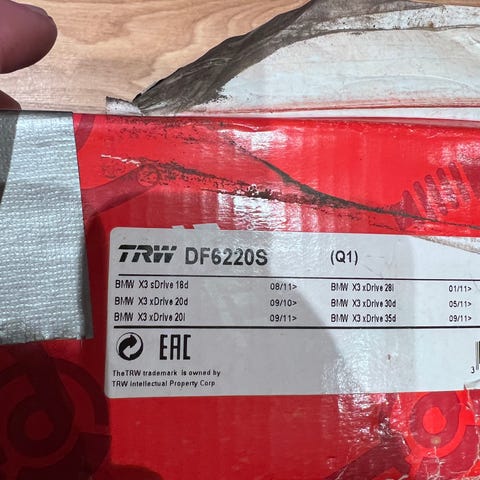 TRW DF6220S (Q1)
BMW X3 sDrive 18d 08/11> BMW X3 xDrive 28i 01/11>
BMW X3 xDrive 20d 09/10> BMW X3 xDrive 30d 05/11>
BMW X3 xDrive 20i 09/11> BMW X3 xDrive 35d 09/11>
EAC
TheTRW trademark is owned by
TRW Intellectual Property Corp
3